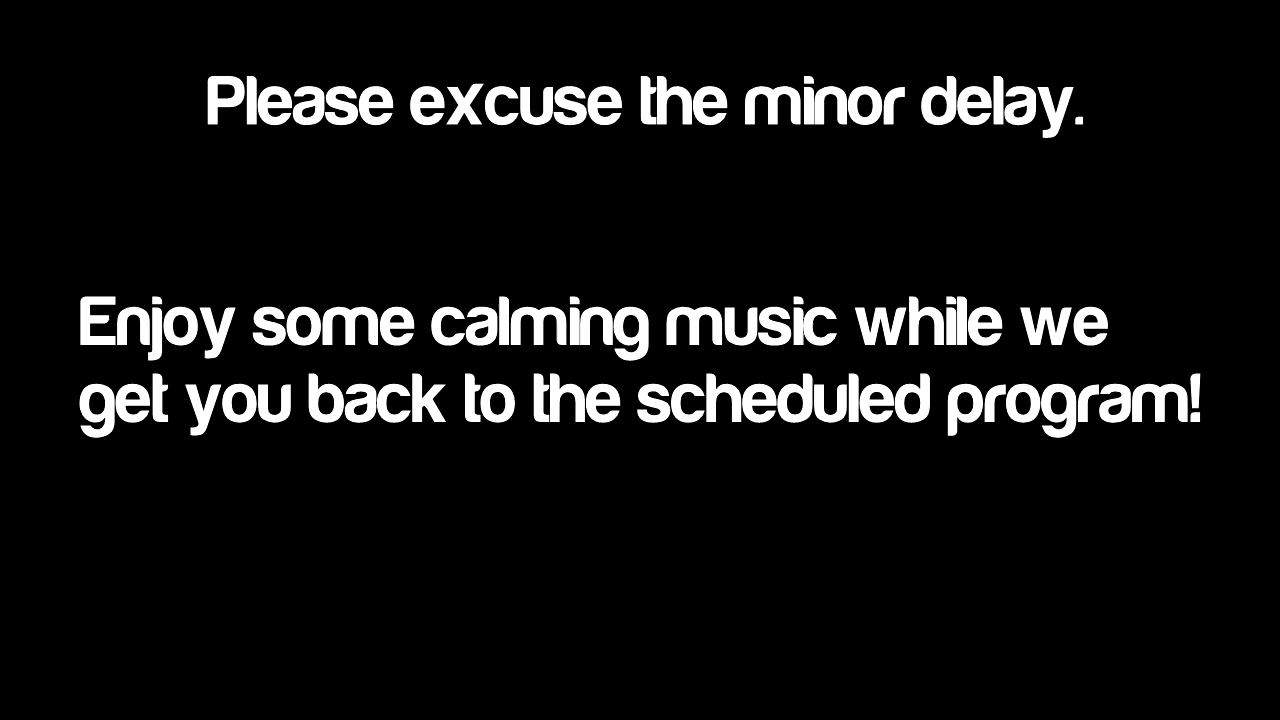 Please excuse the minor delay.
Enjoy some calming music while we
get you back to the scheduled program!